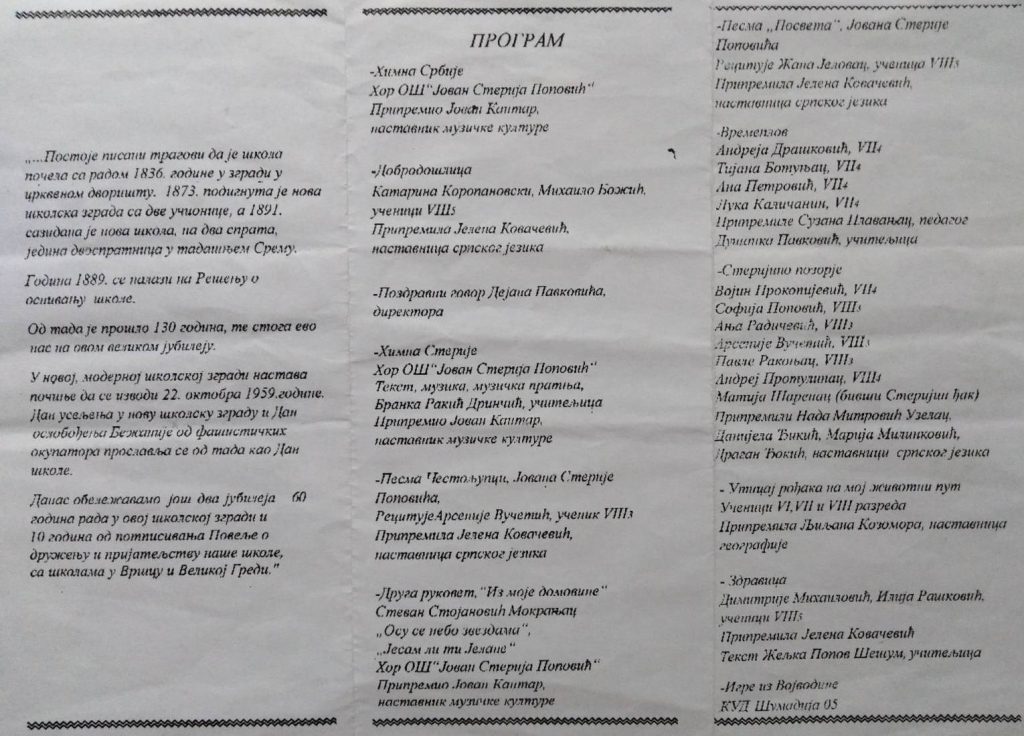 „...Постоје писани трагови да је школа
почела са радом 1836. године у згради у
црквеном дворишту. 1873. подигнута је нова
школска зграда са две учионице, а 1891.
сазидана је нова школа, на два спрата,
једина двоспратница у тадашњем Срему.
Година 1889. се налази на Решењу о
оснивању школе.
Од тада је прошло 130 година, те стога ево
нас на овом великом јубилеју.
У новој, модерној школској згради настава
почиње да се изводи 22. октобра 1959.године.
Дан усељења у нову школску зграду и Дан
ослобођења Бежаније од фашистичких
окупатора прославља се од тада као Дан
школе.
Данас обележавамо још два јубилеја 60
година рада у овој школској згради и
10 година од потписивања Повеље о
дружењу и пријатељству наше школе,
са школама у Вршцу и Великој Греди."
ПРОГРАМ
-Химна Србије
Хор ОШ"Јован Стерија Поповић"
Припремио Јован Кантар,
наставник музичке културе
-Добродошлица
Катарина Коропановски, Михаило Божић,
ученици VIII5
Припремила Јелена Ковачевић,
наставница српског језика
-Поздравни говор Дејана Павковића,
директора
-Химна Стерије
Хор ОШ"Јован Стерија Поповић"
Текст, музика, музичка пратња,
Бранка Ракић Дринчић, учитељица
Припремио Јован Кантар,
наставник музичке културе
-Песма Честољупци, Јована Стерије
Поповића,
РецитујеАрсеније Вучетић, ученик VIII3
Припремила Јелена Ковачевић,
наставница српског језика
-Друга руковет, "Из моје домовине"
Стеван Стојановић Мокрањац
„Осу се небо звездама",
„Јесам ли ти Јелане"
Хор ОШ"Јован Стерија Поповић"
Припремио Јован Кантар,
наставник музичке културе
-Песма „Посвета", Јована Стерије
Поповића
Рецитује Жана Јеловац, ученица VIII5
Припремила Јелена Ковачевић,
наставница српског језика
-Времеплов
Андреја Драшковић, VII4
Тијана Ботуњац, VII4
Ана Петровић, VII4
Лука Каличанин, VII4
Припремиле Сузана Плавањац, педагог
Душанка Павковић, учитељица
-Стеријино позорје
Војин Прокопијевић, VII4
Софија Поповић, VIII5
Ања Радичевић, VIII3
Арсеније Вучетић, VIII3
Павле Ракоњац, VIII3
Андреј Протулипац, VIII4
Матија Шаренац (бивши Стеријин ђак)
Припремили Нада Митровић Узелац,
Данијела Ђикић, Марија Милинковић,
Драган Ђокић, наставници српског језика
- Утицај рођака на мој животни пут
Ученици VI,VII и VIII разреда
Припремила Љиљана Козомора, наставница
географије
- Здравица
Димитрије Михаиловић, Илија Рашковић,
ученици VIII5
Припремила Јелена Ковачевић
Текст Жељка Попов Шешум, учитељица
-Игре из Војводине
КУД Шумадија 05